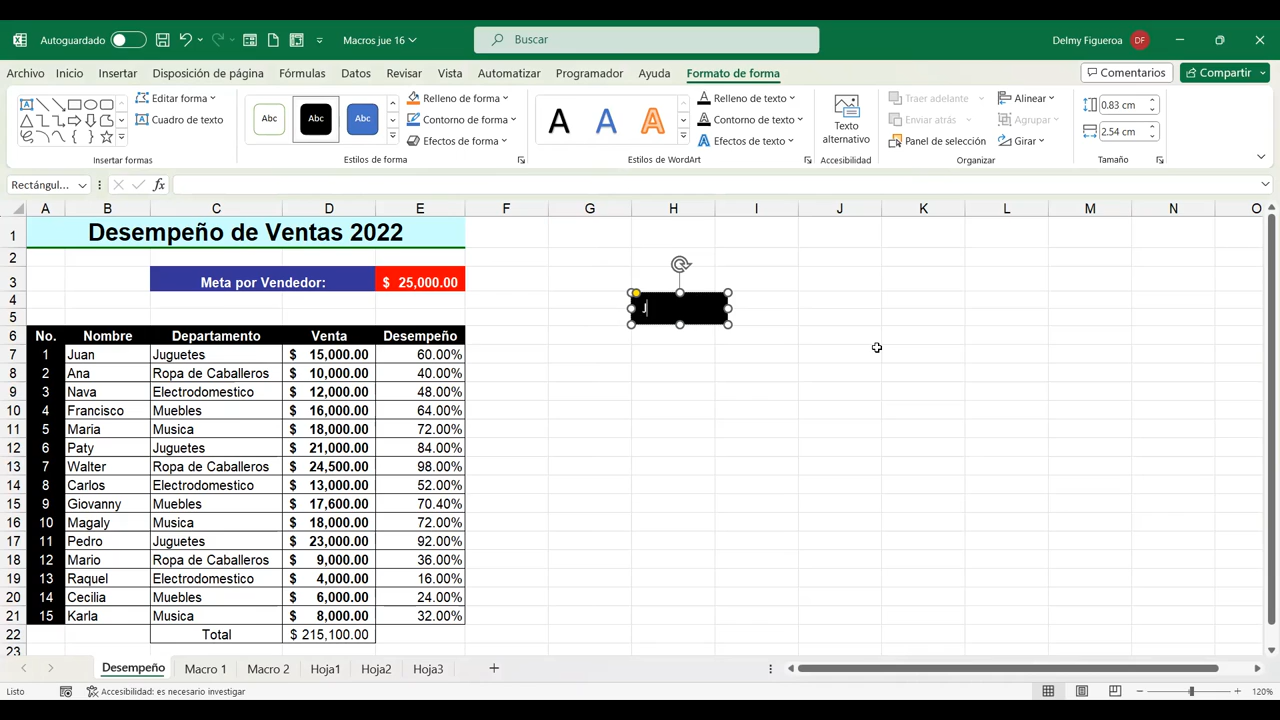 Autoguardado
Macros jue 16
Buscar
Delmy Figueroa
DF
Archivo Inicio Insertar Disposición de página Fórmulas Datos Revisar Vista Automatizar Programador Ayuda Formato de forma
Comentarios
Compartir
Editar forma
Cuadro de texto
Insertar formas
Abc Abc Abc
Relleno de forma
Contorno de forma
Efectos de forma
Estilos de forma
A A A
Relleno de texto
Contorno de texto
Efectos de texto
Estilos de WordArt
Texto
alternativo
Accesibilidad
Traer adelante
Enviar atrás
Panel de selección
Alinear
Agrupar
Girar
Organizar
0.83 cm
2.54 cm
Tamaño
Rectángul...
fx
A B C D E F G H I J K L M N O
1 Desempeño de Ventas 2022
2
3 Meta por Vendedor: $ 25,000.00
4
5
J
6 No. Nombre Departamento Venta Desempeño
7 1 Juan Juguetes $ 15,000.00 60.00%
8 2 Ana Ropa de Caballeros $ 10,000.00 40.00%
9 3 Nava Electrodomestico $ 12,000.00 48.00%
10 4 Francisco Muebles $ 16,000.00 64.00%
11 5 Maria Musica $ 18,000.00 72.00%
12 6 Paty Juguetes $ 21,000.00 84.00%
13 7 Walter Ropa de Caballeros $ 24,500.00 98.00%
14 8 Carlos Electrodomestico $ 13,000.00 52.00%
15 9 Giovanny Muebles $ 17,600.00 70.40%
16 10 Magaly Musica $ 18,000.00 72.00%
17 11 Pedro Juguetes $ 23,000.00 92.00%
18 12 Mario Ropa de Caballeros $ 9,000.00 36.00%
19 13 Raquel Electrodomestico $ 4,000.00 16.00%
20 14 Cecilia Muebles $ 6,000.00 24.00%
21 15 Karla Musica $ 8,000.00 32.00%
22 Total $ 215,100.00
23
Desempeño Macro 1 Macro 2 Hoja1 Hoja2 Hoja3
Listo
Accesibilidad: es necesario investigar
120%